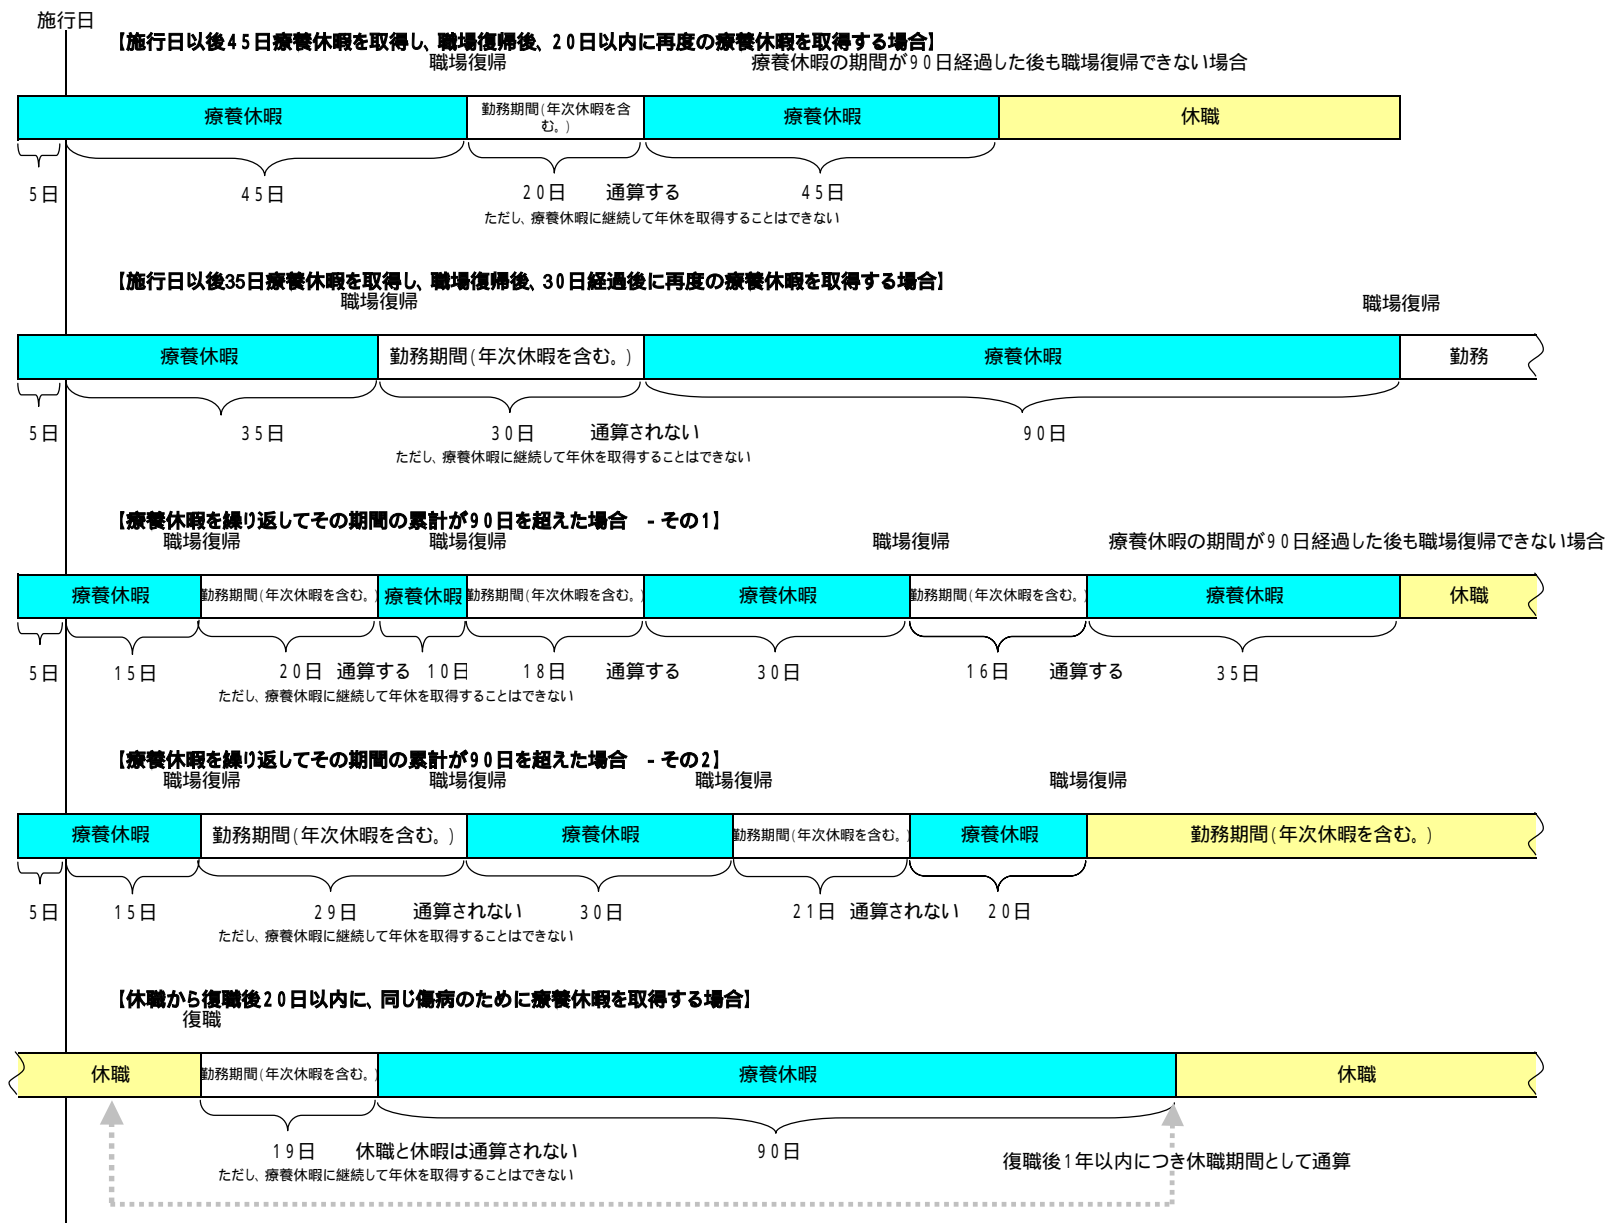 施行日
【施行日以後45日療養休暇を取得し、職場復帰後、20日以内に再度の療養休暇を取得する場合】
職場復帰 療養休暇の期間が90日経過した後も職場復帰できない場合
療養休暇 勤務期間(年次休暇を含む。) 療養休暇 休職
5日 45日 20日 通算する 45日
ただし、療養休暇に継続して年休を取得することはできない
【施行日以後35日療養休暇を取得し、職場復帰後、30日経過後に再度の療養休暇を取得する場合】
職場復帰 職場復帰
療養休暇 勤務期間(年次休暇を含む。) 療養休暇 勤務
5日 35日 30日 通算されない 90日
ただし、療養休暇に継続して年休を取得することはできない
【療養休暇を繰り返してその期間の累計が90日を超えた場合 -その1】
職場復帰 職場復帰 職場復帰 療養休暇の期間が90日経過した後も職場復帰できない場合
療養休暇 勤務期間(年次休暇を含む。) 療養休暇 勤務期間(年次休暇を含む。) 療養休暇 勤務期間(年次休暇を含む。) 療養休暇 休職
5日 15日 20日 通算する 10日 18日 通算する 30日 16日 通算する 35日
ただし、療養休暇に継続して年休を取得することはできない
【療養休暇を繰り返してその期間の累計が90日を超えた場合 -その2】
職場復帰 職場復帰 職場復帰 職場復帰
療養休暇 勤務期間(年次休暇を含む。) 療養休暇 勤務期間(年次休暇を含む。) 療養休暇 勤務期間(年次休暇を含む。)
5日 15日 29日 通算されない 30日 21日 通算されない 20日
ただし、療養休暇に継続して年休を取得することはできない
【休職から復職後20日以内に、同じ傷病のために療養休暇を取得する場合】
復職
休職 勤務期間(年次休暇を含む。) 療養休暇 休職
19日 休職と休暇は通算されない 90日 復職後1年以内につき休職期間として通算
ただし、療養休暇に継続して年休を取得することはできない